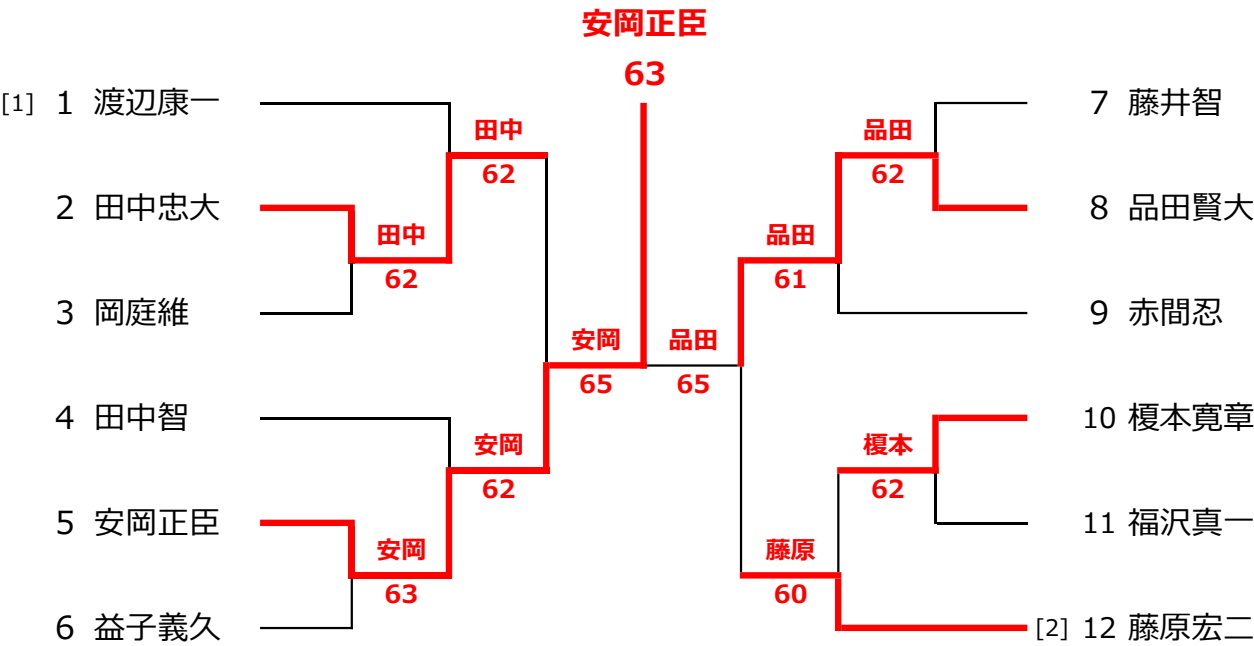 安岡正臣
63
[1] 1 渡辺康一
7 藤井智
田中
62
品田
62
2 田中忠大
8 品田賢大
田中
62
品田
61
3 岡庭維
9 赤間忍
安岡
65
品田
65
4 田中智
10 榎本寛章
安岡
62
榎本
62
5 安岡正臣
11 福沢真一
安岡
63
藤原
60
6 益子義久
[2] 12 藤原宏二